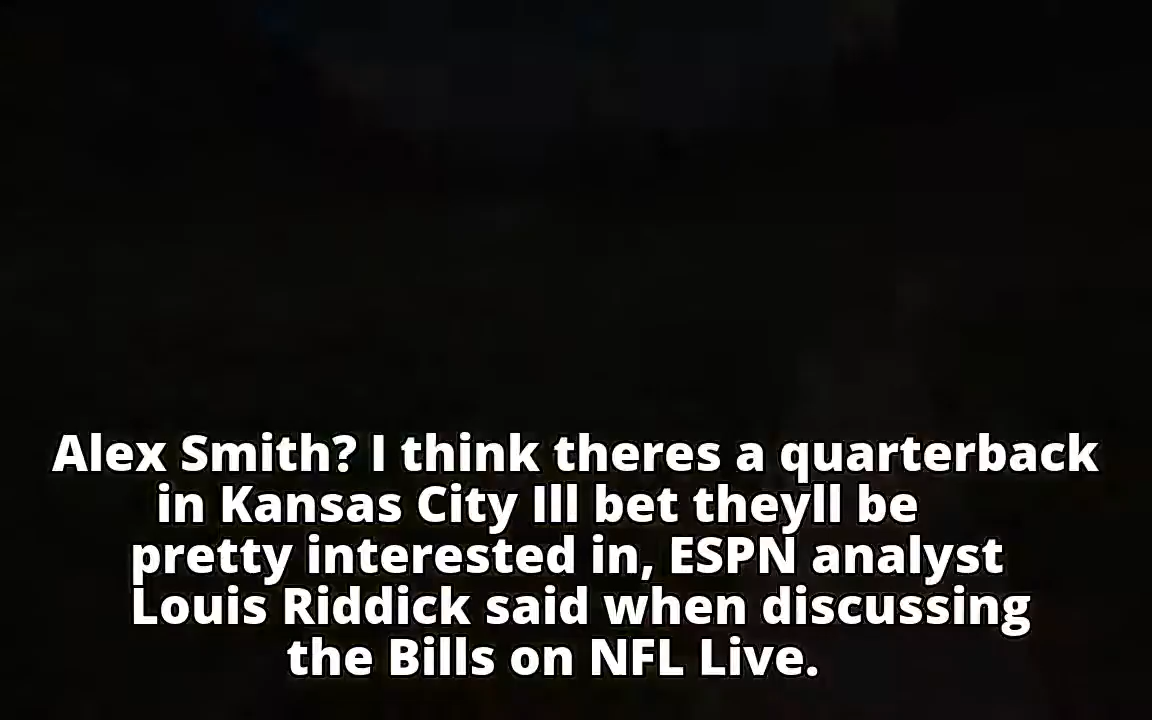 Alex Smith? I think theres a quarterback
in Kansas City Ill bet theyll be
pretty interested in, ESPN analyst
Louis Riddick said when discussing
the Bills on NFL Live.